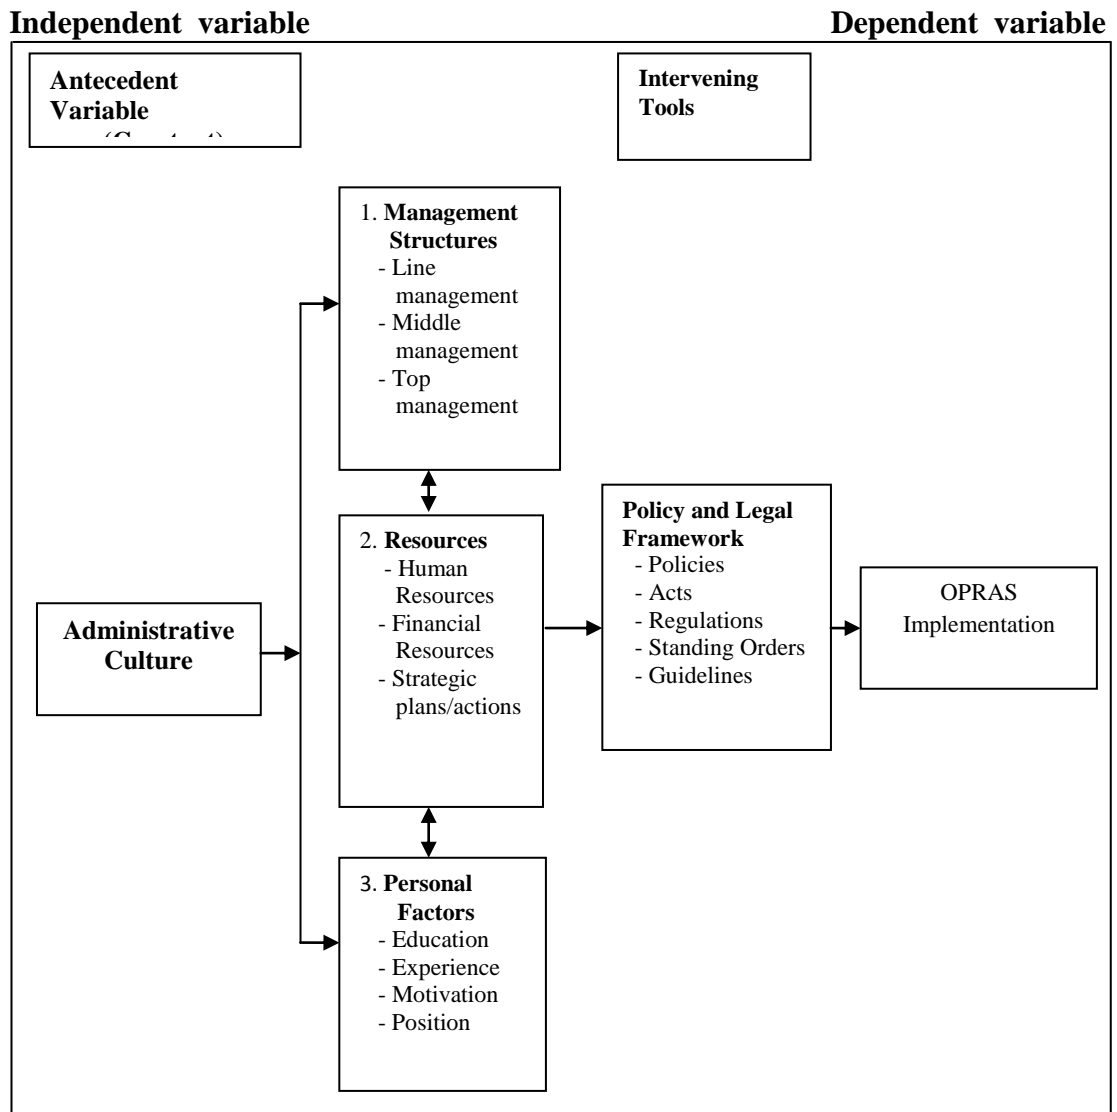 Independent variable
Dependent variable
Antecedent
Variable
Intervening
Tools
1. Management
Structures
- Line
management
- Middle
management
- Top
management
2. Resources
- Human
Resources
- Financial
Resources
- Strategic
plans/actions
Policy and Legal
Framework
- Policies
- Acts
- Regulations
- Standing Orders
- Guidelines
OPRAS
Implementation
Administrative
Culture
3. Personal
Factors
- Education
- Experience
- Motivation
- Position